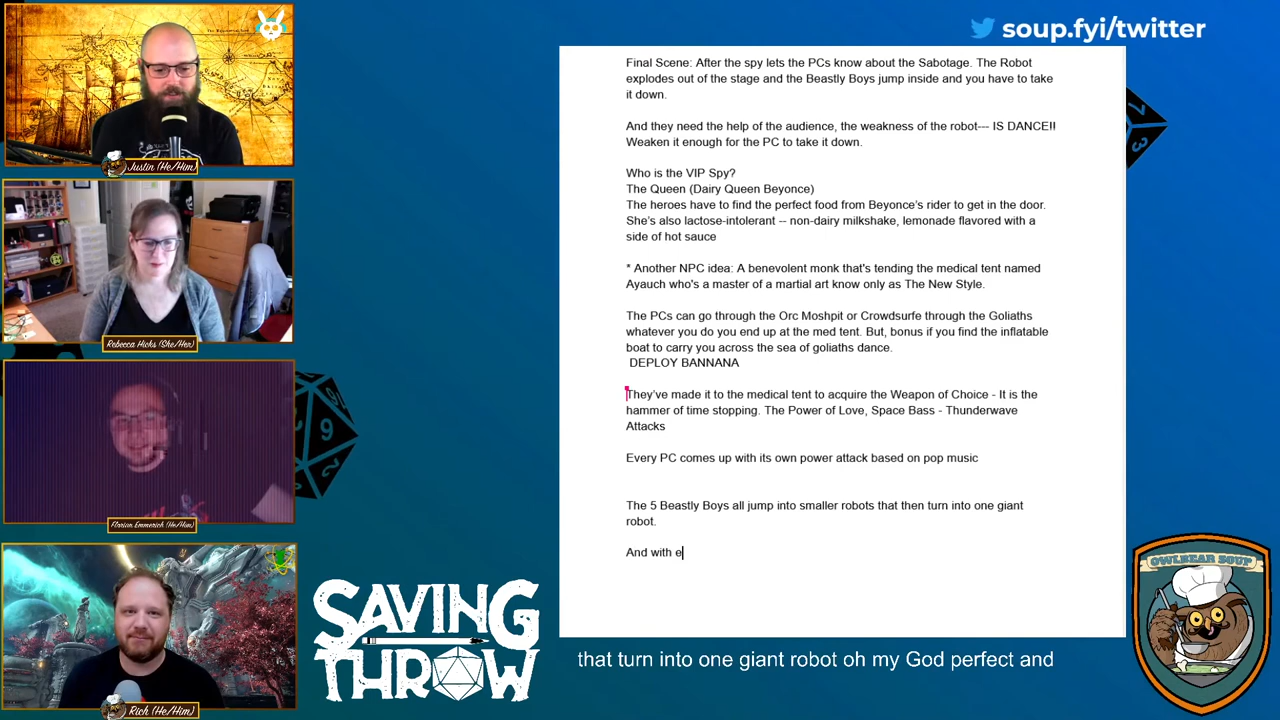 soup.fyi/twitter
Justin (He/Him)
Rebecca Hicks (She/Her)
Florian Emmerich (He/Him)
Rich (He/Him)
SAVING
THROW
Final Scene: After the spy lets the PCs know about the Sabotage. The Robot
explodes out of the stage and the Beastly Boys jump inside and you have to take
it down.
And they need the help of the audience, the weakness of the robot--- IS DANCE!!
Weaken it enough for the PC to take it down.
Who is the VIP Spy?
The Queen (Dairy Queen Beyonce)
The heroes have to find the perfect food from Beyonce's rider to get in the door.
She's also lactose-intolerant -- non-dairy milkshake, lemonade flavored with a
side of hot sauce
* Another NPC idea: A benevolent monk that's tending the medical tent named
Ayauch who's a master of a martial art know only as The New Style.
The PCs can go through the Orc Moshpit or Crowdsurfe through the Goliaths
whatever you do you end up at the med tent. But, bonus if you find the inflatable
boat to carry you across the sea of goliaths dance.
DEPLOY BANNANA
They've made it to the medical tent to acquire the Weapon of Choice - It is the
hammer of time stopping. The Power of Love, Space Bass - Thunderwave
Attacks
Every PC comes up with its own power attack based on pop music
The 5 Beastly Boys all jump into smaller robots that then turn into one giant
robot.
And with e
that turn into one giant robot oh my God perfect and
OWLBEAR SOUP
7
3
9